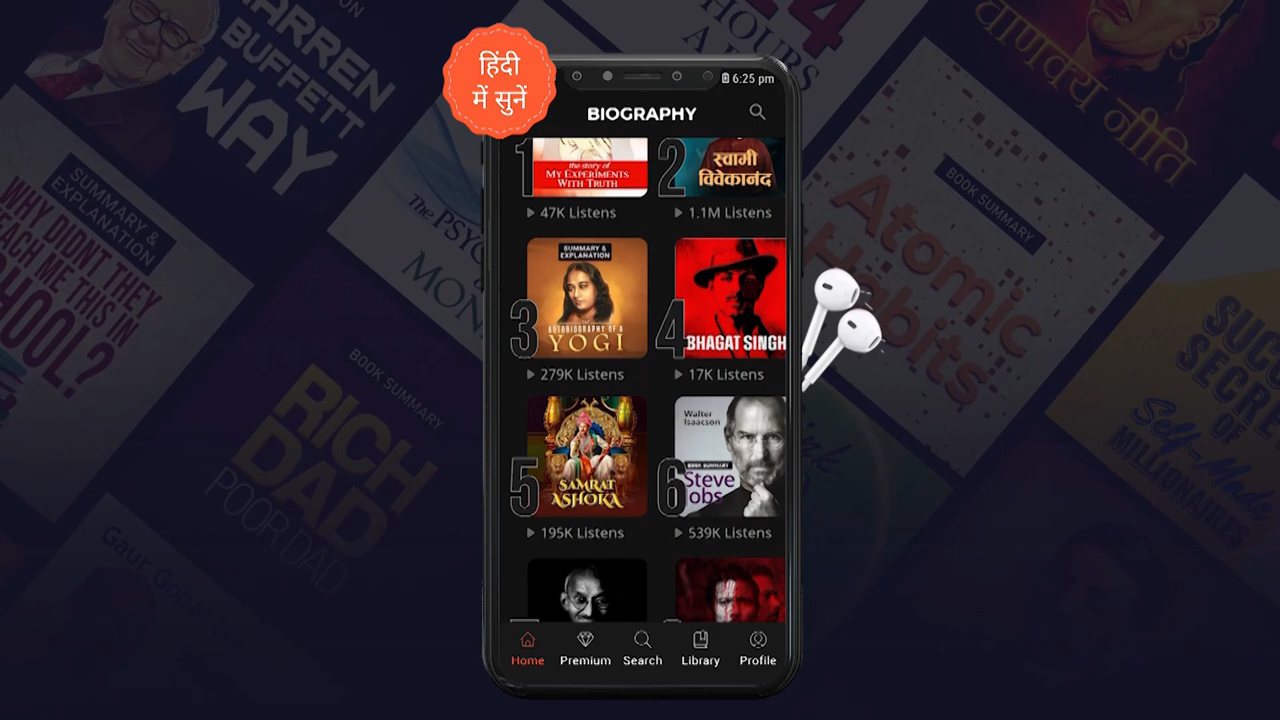 हिंदी
में सुनें
6:25 pm
BIOGRAPHY
1
the story of
MY EXPERIMENTS
WITH TRUTH
47K Listens
2
स्वामी
विवेकानंद
1.1M Listens
3
SUMMARY &
EXPLANATION
AUTOBIOGRAPHY OF A
YOGI
279K Listens
4
BHAGAT SINGH
17K Listens
5
SAMRAT
ASHOKA
195K Listens
6
Walter
Isaacson
BOOK SUMMARY
Steve
Jobs
539K Listens
Home
Premium
Search
Library
Profile
WARREN
BUFFETT
WAY
SUMMARY &
EXPLANATION
WHY DIDN'T THEY
TEACH ME THIS IN
SCHOOL?
The
BOOK SUMMARY
RICH
DAD
POOR DAD
Gaur Gopal
24
HOURS
A
चाणक्य
नीति
BOOK SUMMARY
Atomic
Habits
SUCCESS
SECRETS
OF
Self-Made
MILLIONAIRES